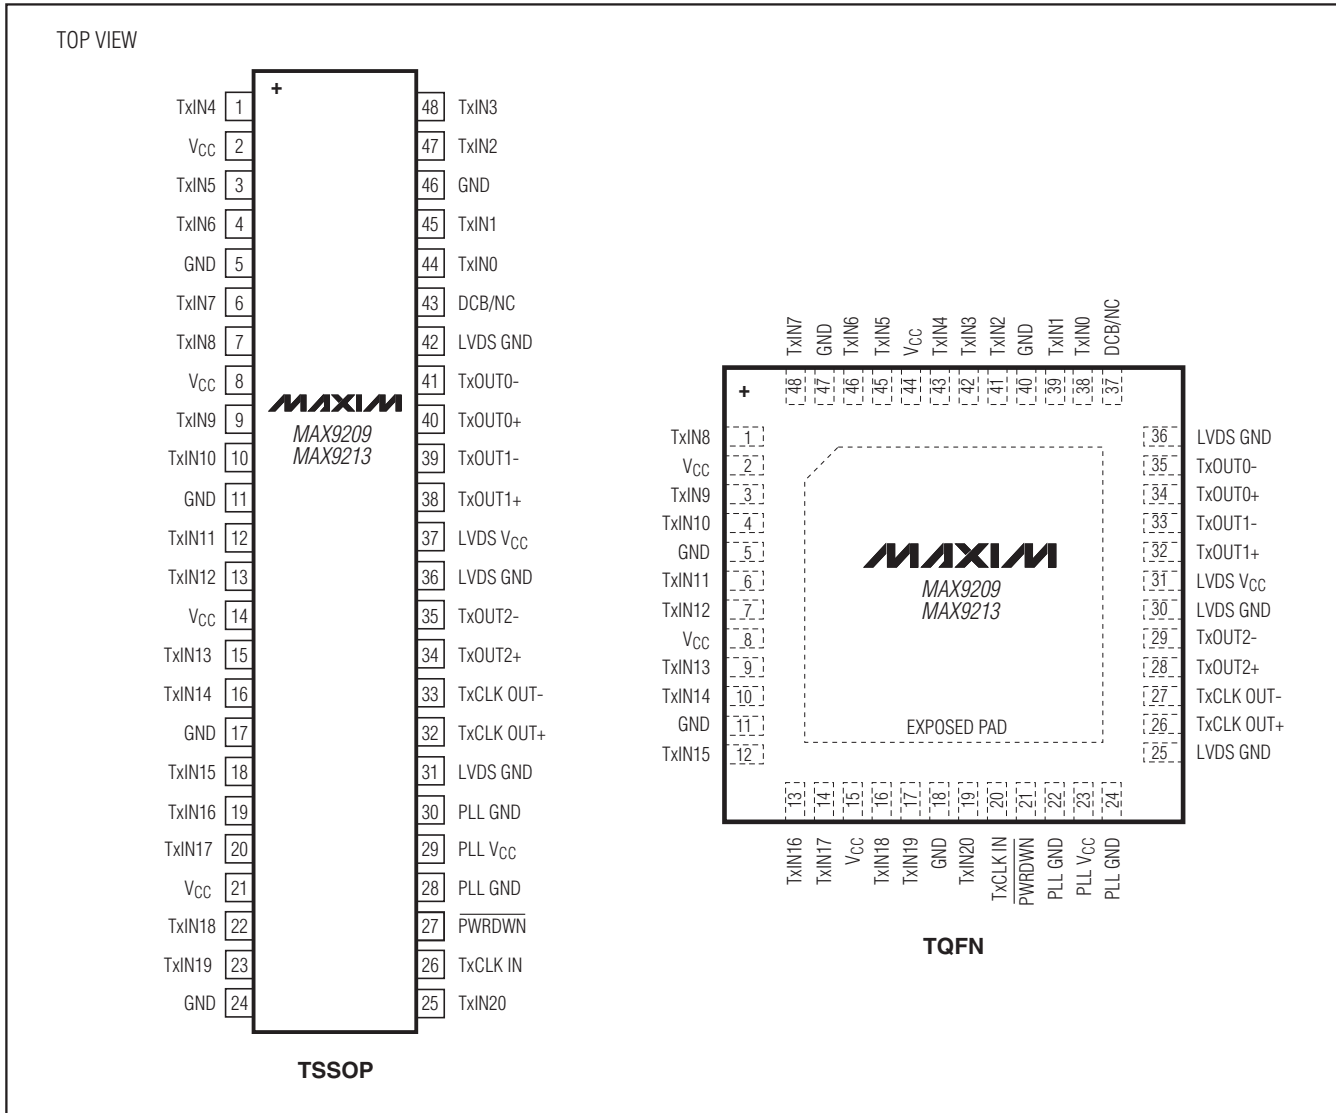 TOP VIEW
+
TxIN4 1
VCC 2
TxIN5 3
TxIN6 4
GND 5
TxIN7 6
TxIN8 7
VCC 8
TxIN9 9
TxIN10 10
GND 11
TxIN11 12
TxIN12 13
VCC 14
TxIN13 15
TxIN14 16
GND 17
TxIN15 18
TxIN16 19
TxIN17 20
VCC 21
TxIN18 22
TxIN19 23
GND 24
MAXIM
MAX9209
MAX9213
48 TxIN3
47 TxIN2
46 GND
45 TxIN1
44 TxIN0
43 DCB/NC
42 LVDS GND
41 TxOUT0-
40 TxOUT0+
39 TxOUT1-
38 TxOUT1+
37 LVDS VCC
36 LVDS GND
35 TxOUT2-
34 TxOUT2+
33 TxCLK OUT-
32 TxCLK OUT+
31 LVDS GND
30 PLL GND
29 PLL VCC
28 PLL GND
27 PWRDWN
26 TxCLK IN
25 TxIN20
TSSOP
TxIN7 48
GND 47
TxIN6 46
TxIN5 45
VCC 44
TxIN4 43
TxIN3 42
TxIN2 41
GND 40
TxIN1 39
TxIN0 38
DCB/NC 37
+
TxIN8 1
VCC 2
TxIN9 3
TxIN10 4
GND 5
TxIN11 6
TxIN12 7
VCC 8
TxIN13 9
TxIN14 10
GND 11
TxIN15 12
MAXIM
MAX9209
MAX9213
EXPOSED PAD
36 LVDS GND
35 TxOUT0-
34 TxOUT0+
33 TxOUT1-
32 TxOUT1+
31 LVDS VCC
30 LVDS GND
29 TxOUT2-
28 TxOUT2+
27 TxCLK OUT-
26 TxCLK OUT+
25 LVDS GND
13 TxIN16
14 TxIN17
15 VCC
16 TxIN18
17 TxIN19
18 GND
19 TxIN20
20 TxCLK IN
21 PWRDWN
22 PLL GND
23 PLL VCC
24 PLL GND
TQFN